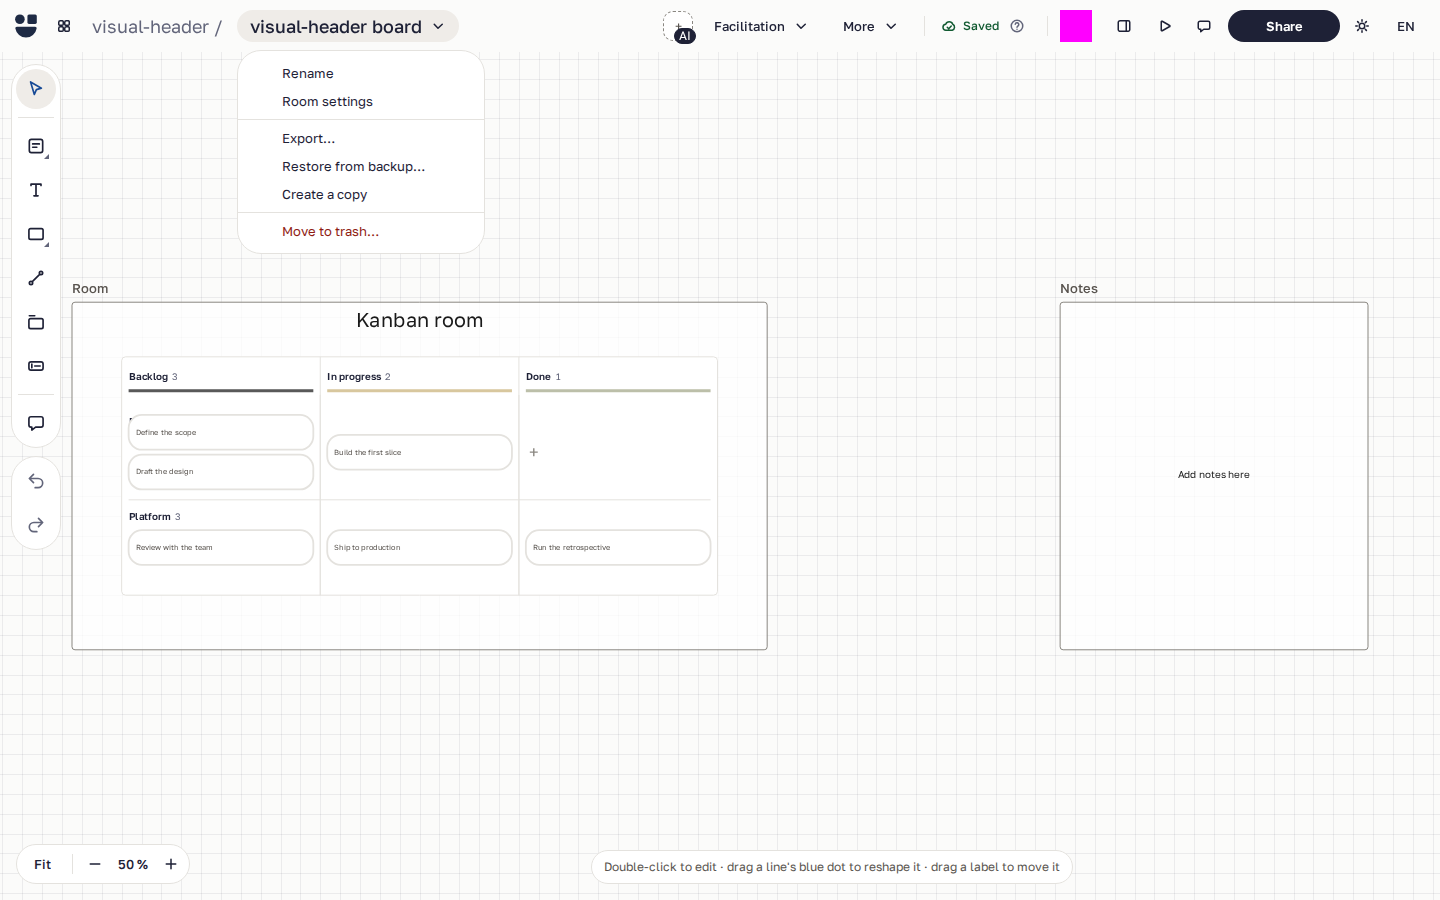 visual-header / visual-header board
AI
Facilitation
More
Saved
Share
EN
Rename
Room settings
Export...
Restore from backup...
Create a copy
Move to trash...
Room
Notes
Kanban room
Backlog 3
In progress 2
Done 1
Define the scope
Build the first slice
Draft the design
Add notes here
Platform 3
Review with the team
Ship to production
Run the retrospective
Fit
50 %
Double-click to edit · drag a line's blue dot to reshape it · drag a label to move it